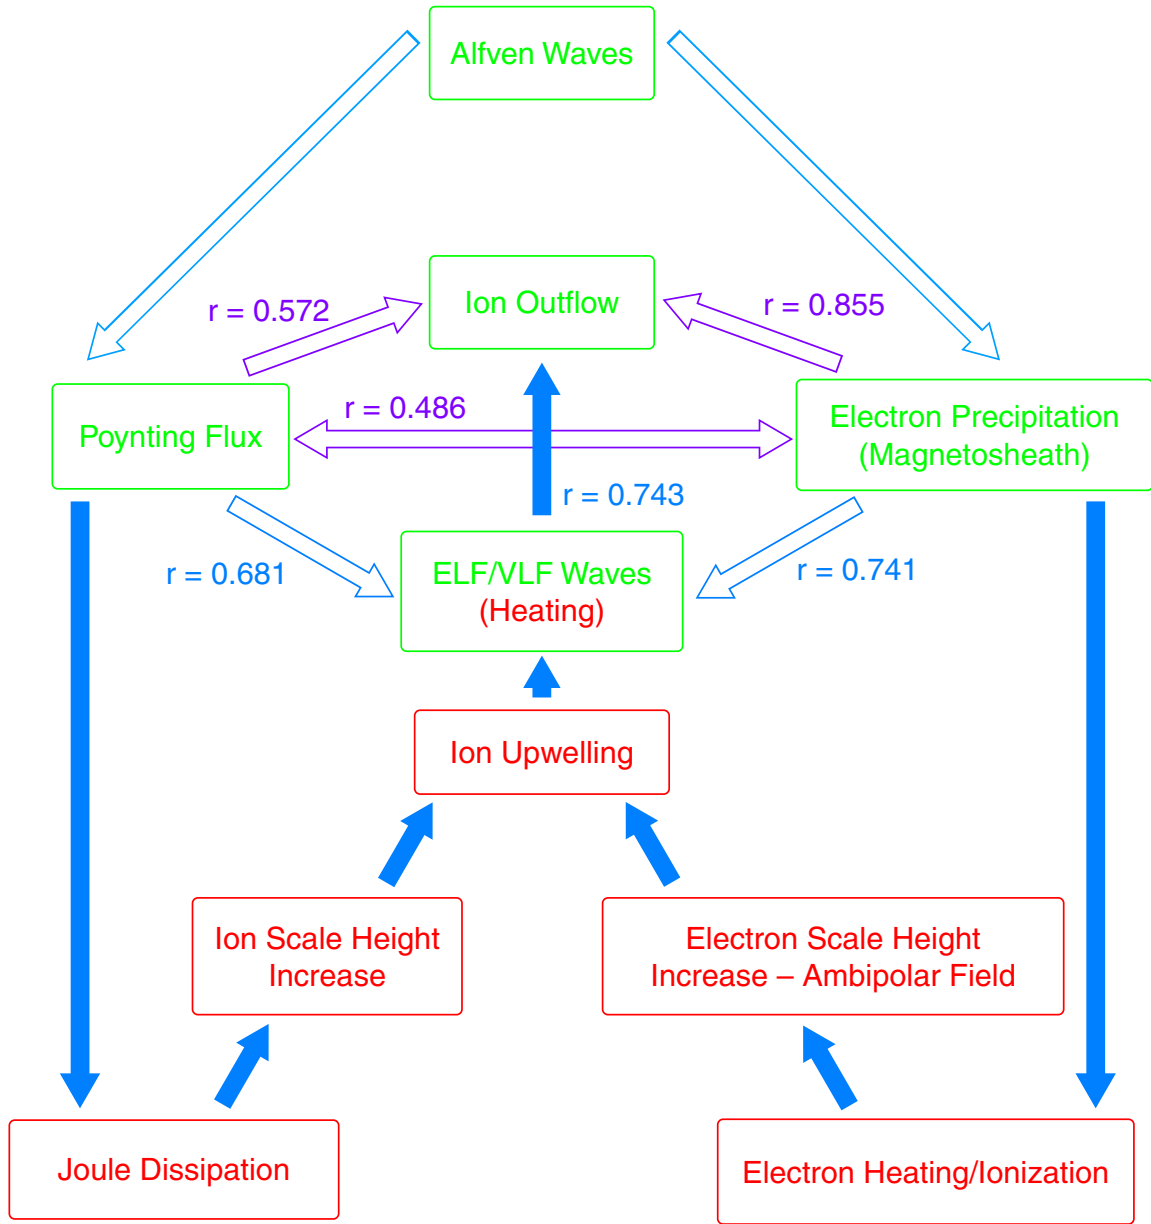 Alfven Waves
Ion Outflow
r = 0.572
r = 0.855
r = 0.486
Poynting Flux
Electron Precipitation
(Magnetosheath)
r = 0.743
r = 0.681
ELF/VLF Waves
(Heating)
r = 0.741
Ion Upwelling
Ion Scale Height
Increase
Electron Scale Height
Increase – Ambipolar Field
Joule Dissipation
Electron Heating/Ionization